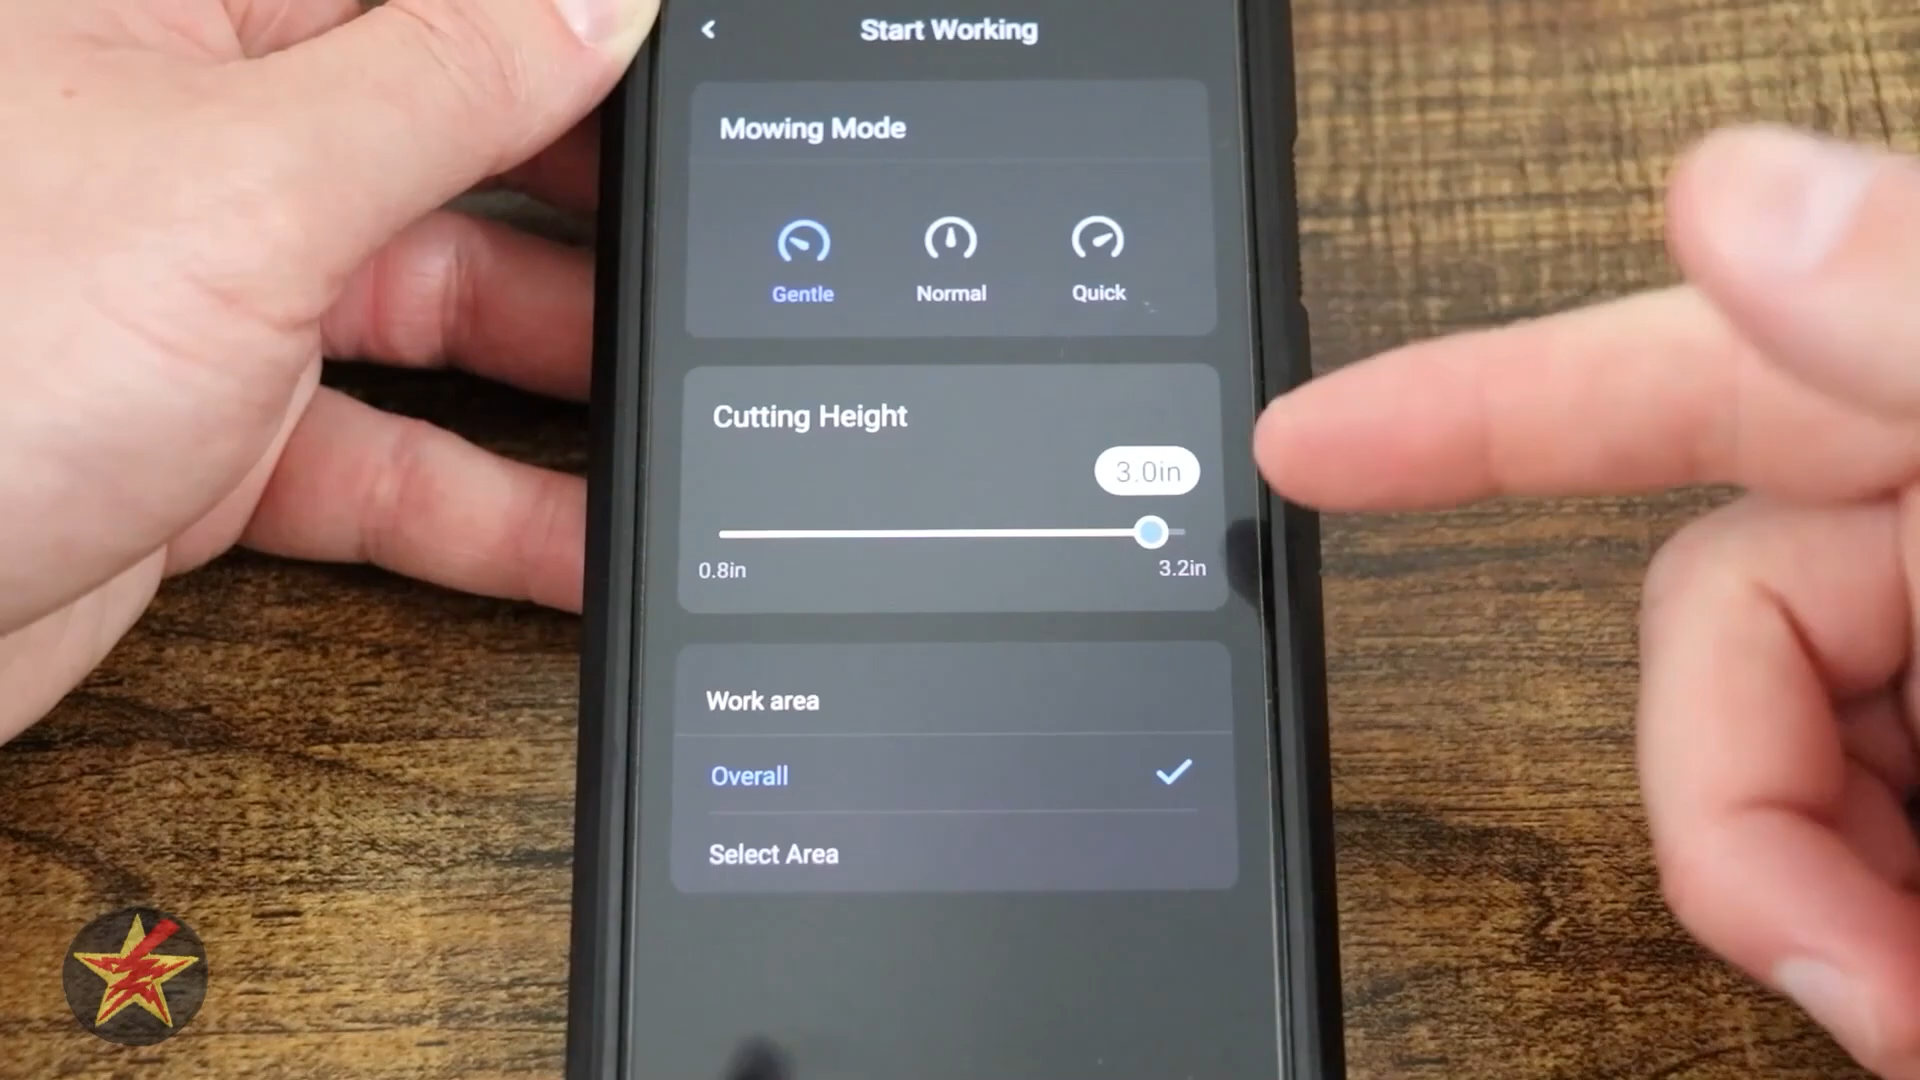 Start Working
Mowing Mode
Gentle Normal Quick
Cutting Height
3.0in
0.8in 3.2in
Work area
Overall
Select Area